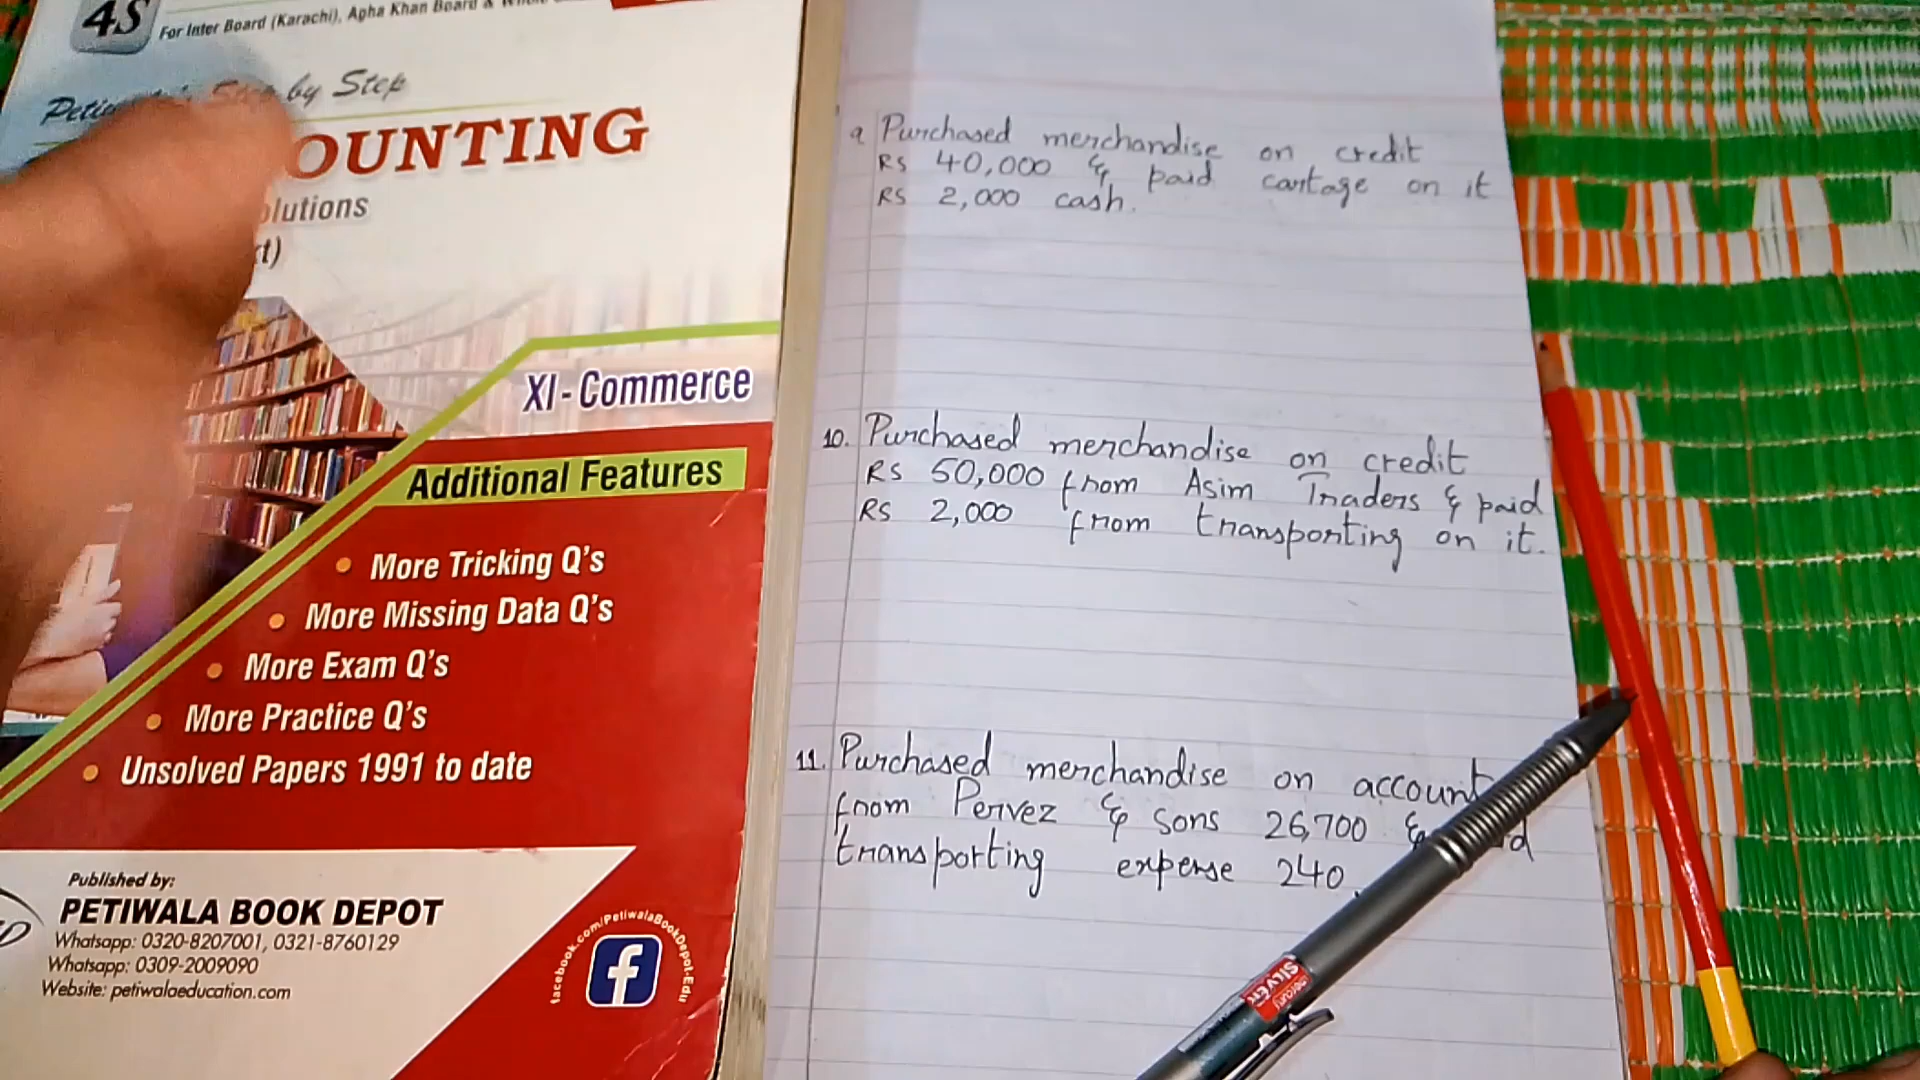 4S
For Inter Board (Karachi), Agha Khan Board &
Step by Step
OUNTING
olutions
XI - Commerce
Additional Features
• More Tricking Q's
• More Missing Data Q's
• More Exam Q's
• More Practice Q's
• Unsolved Papers 1991 to date
Published by:
PETIWALA BOOK DEPOT
Whatsapp: 0320-8207001, 0321-8760129
Whatsapp: 0309-2009090
Website: petiwalaeducation.com
facebook.com/PetiwalaBookDepot-Edu
f
9 Purchased merchandise on credit
RS 40,000 & paid cartage on it
RS 2,000 cash.
10. Purchased merchandise on credit
RS 50,000 from Asim Traders & paid
RS 2,000 from transporting on it.
11. Purchased merchandise on account
from Pervez & Sons 26,700 &
transporting expense 240.
mercury
SILVER